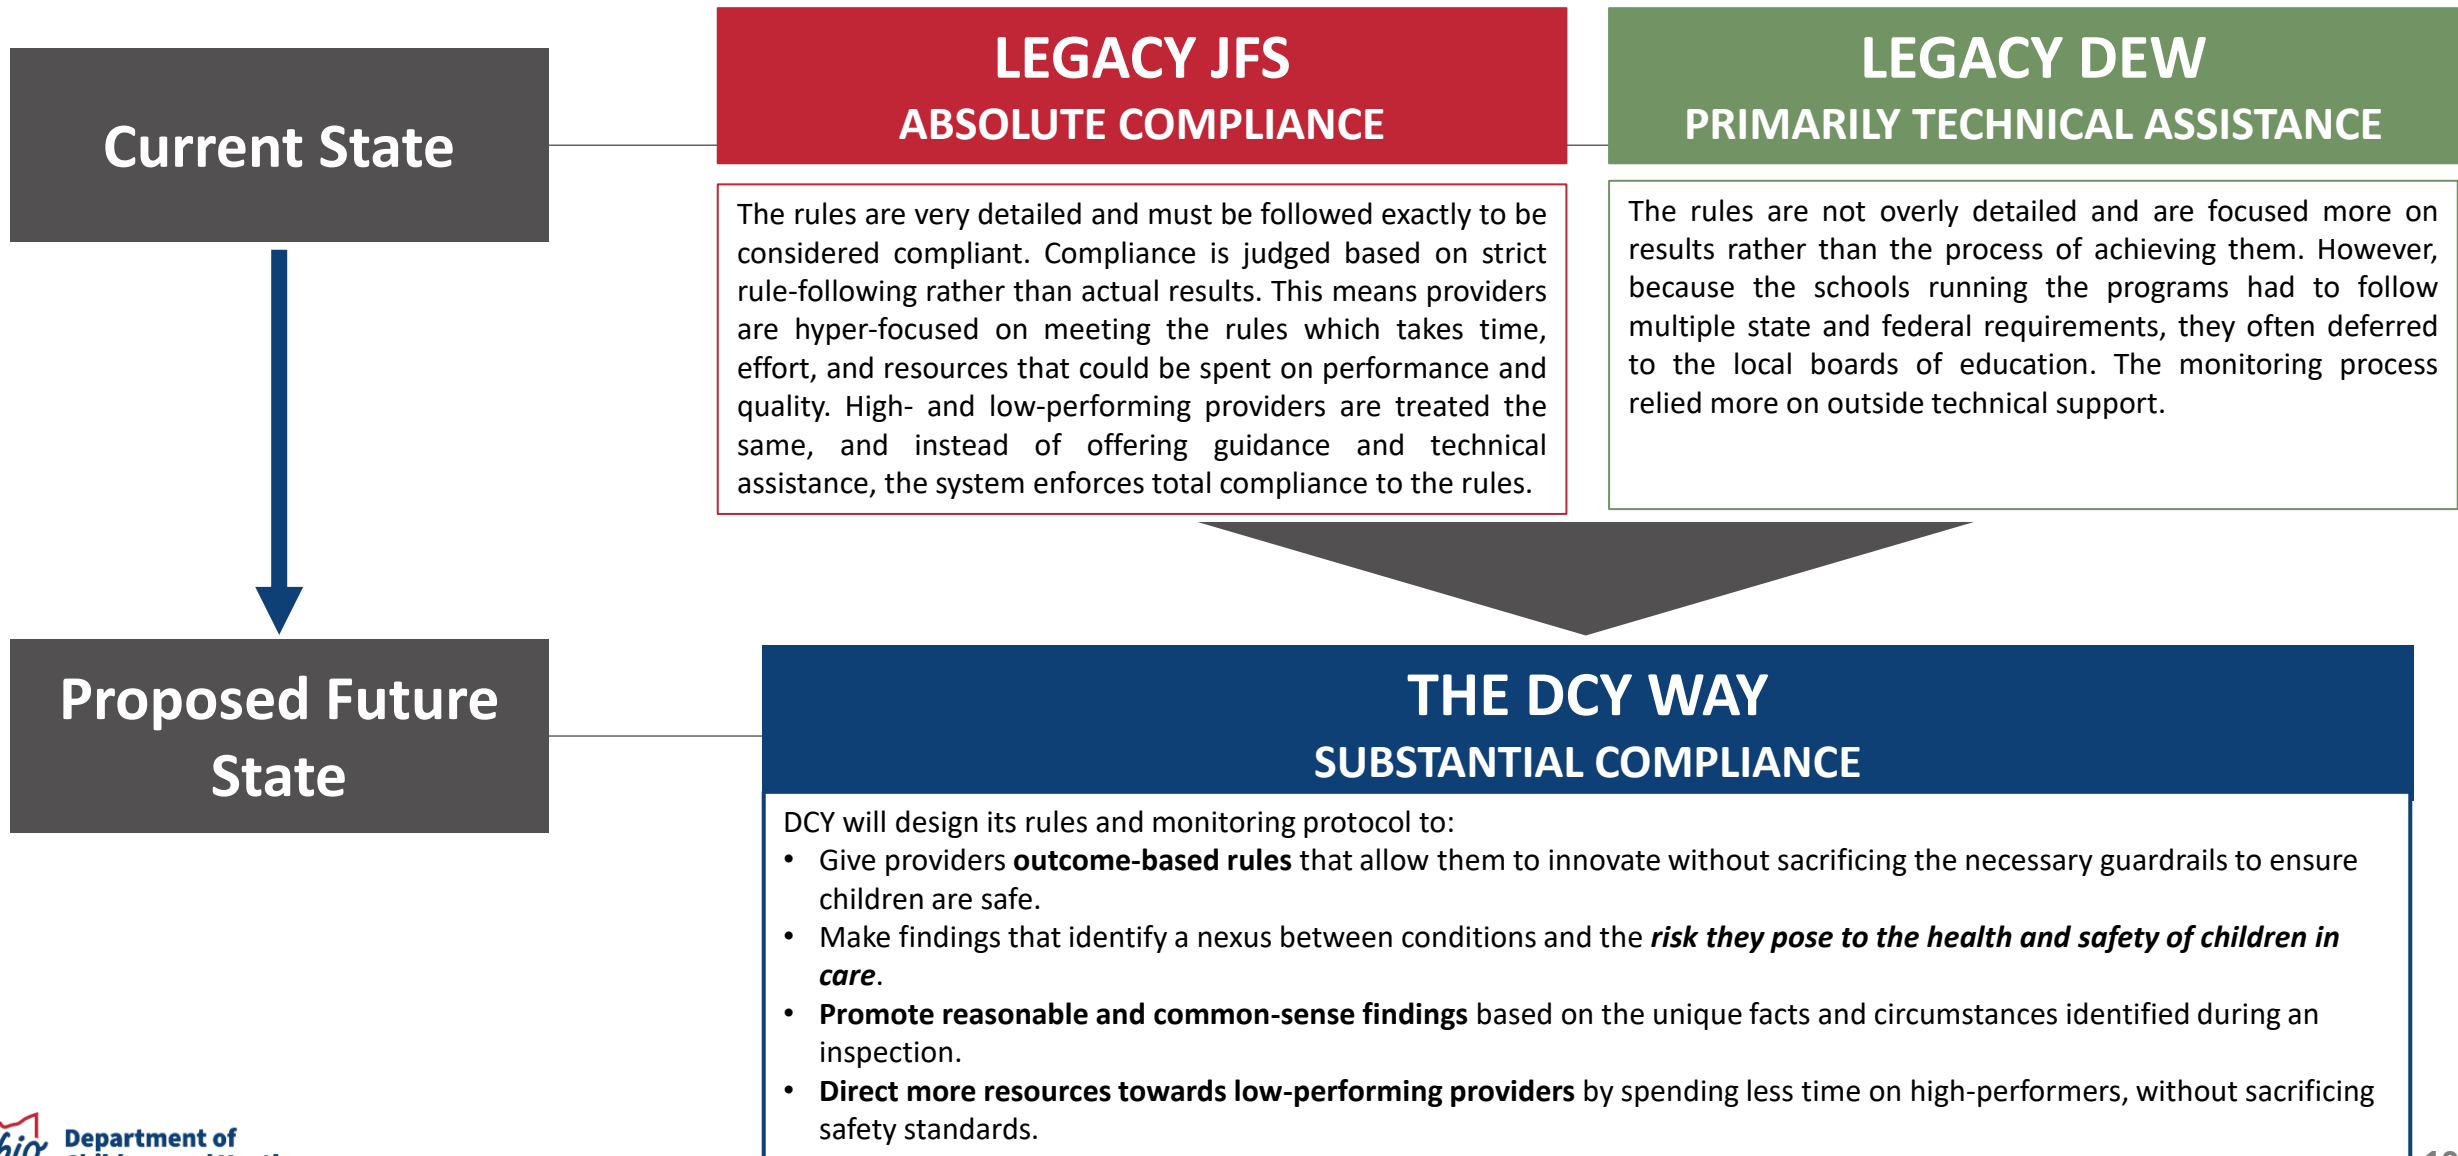 Current State
LEGACY JFS
ABSOLUTE COMPLIANCE
LEGACY DEW
PRIMARILY TECHNICAL ASSISTANCE
The rules are very detailed and must be followed exactly to be
considered compliant. Compliance is judged based on strict
rule-following rather than actual results. This means providers
are hyper-focused on meeting the rules which takes time,
effort, and resources that could be spent on performance and
quality. High- and low-performing providers are treated the
same, and instead of offering guidance and technical
assistance, the system enforces total compliance to the rules.
The rules are not overly detailed and are focused more on
results rather than the process of achieving them. However,
because the schools running the programs had to follow
multiple state and federal requirements, they often deferred
to the local boards of education. The monitoring process
relied more on outside technical support.
Proposed Future
State
THE DCY WAY
SUBSTANTIAL COMPLIANCE
DCY will design its rules and monitoring protocol to:
• Give providers outcome-based rules that allow them to innovate without sacrificing the necessary guardrails to ensure
children are safe.
• Make findings that identify a nexus between conditions and the risk they pose to the health and safety of children in
care.
• Promote reasonable and common-sense findings based on the unique facts and circumstances identified during an
inspection.
• Direct more resources towards low-performing providers by spending less time on high-performers, without sacrificing
safety standards.
Department of